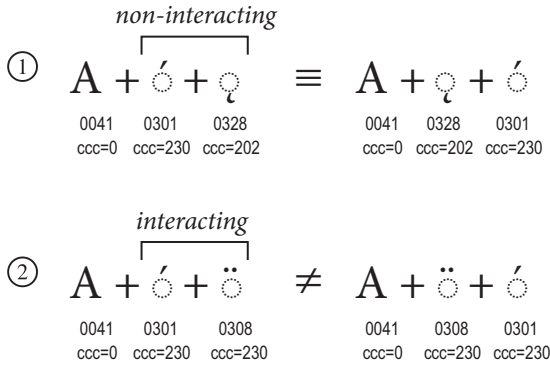 non-interacting
① A + ◌́ + ◌̨ ≡ A + ◌̨ + ◌́
0041 0301 0328 0041 0328 0301
ccc=0 ccc=230 ccc=202 ccc=0 ccc=202 ccc=230
interacting
② A + ◌́ + ◌̈ ≠ A + ◌̈ + ◌́
0041 0301 0308 0041 0308 0301
ccc=0 ccc=230 ccc=230 ccc=0 ccc=230 ccc=230